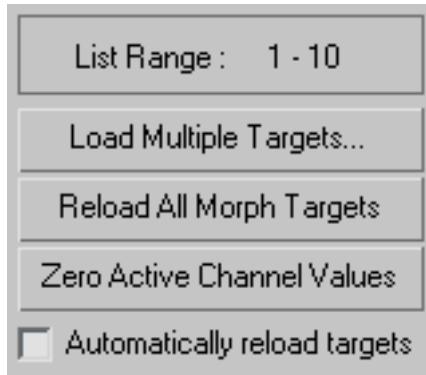 List Range : 1 - 10
Load Multiple Targets...
Reload All Morph Targets
Zero Active Channel Values
Automatically reload targets